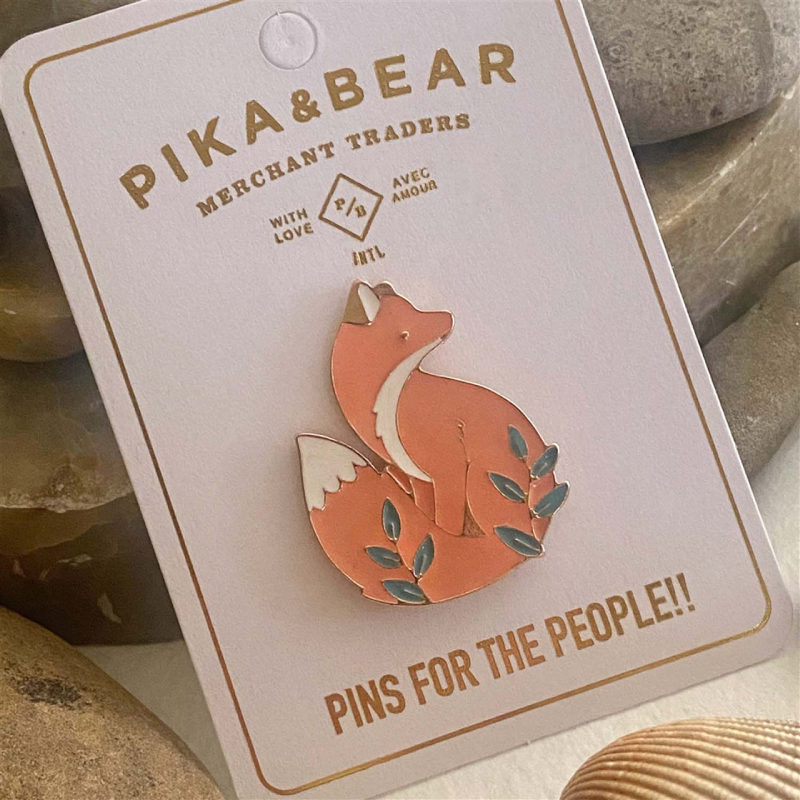 PIKA&BEAR
MERCHANT TRADERS
WITH LOVE
P/B
AVEC AMOUR
INTL
PINS FOR THE PEOPLE!!